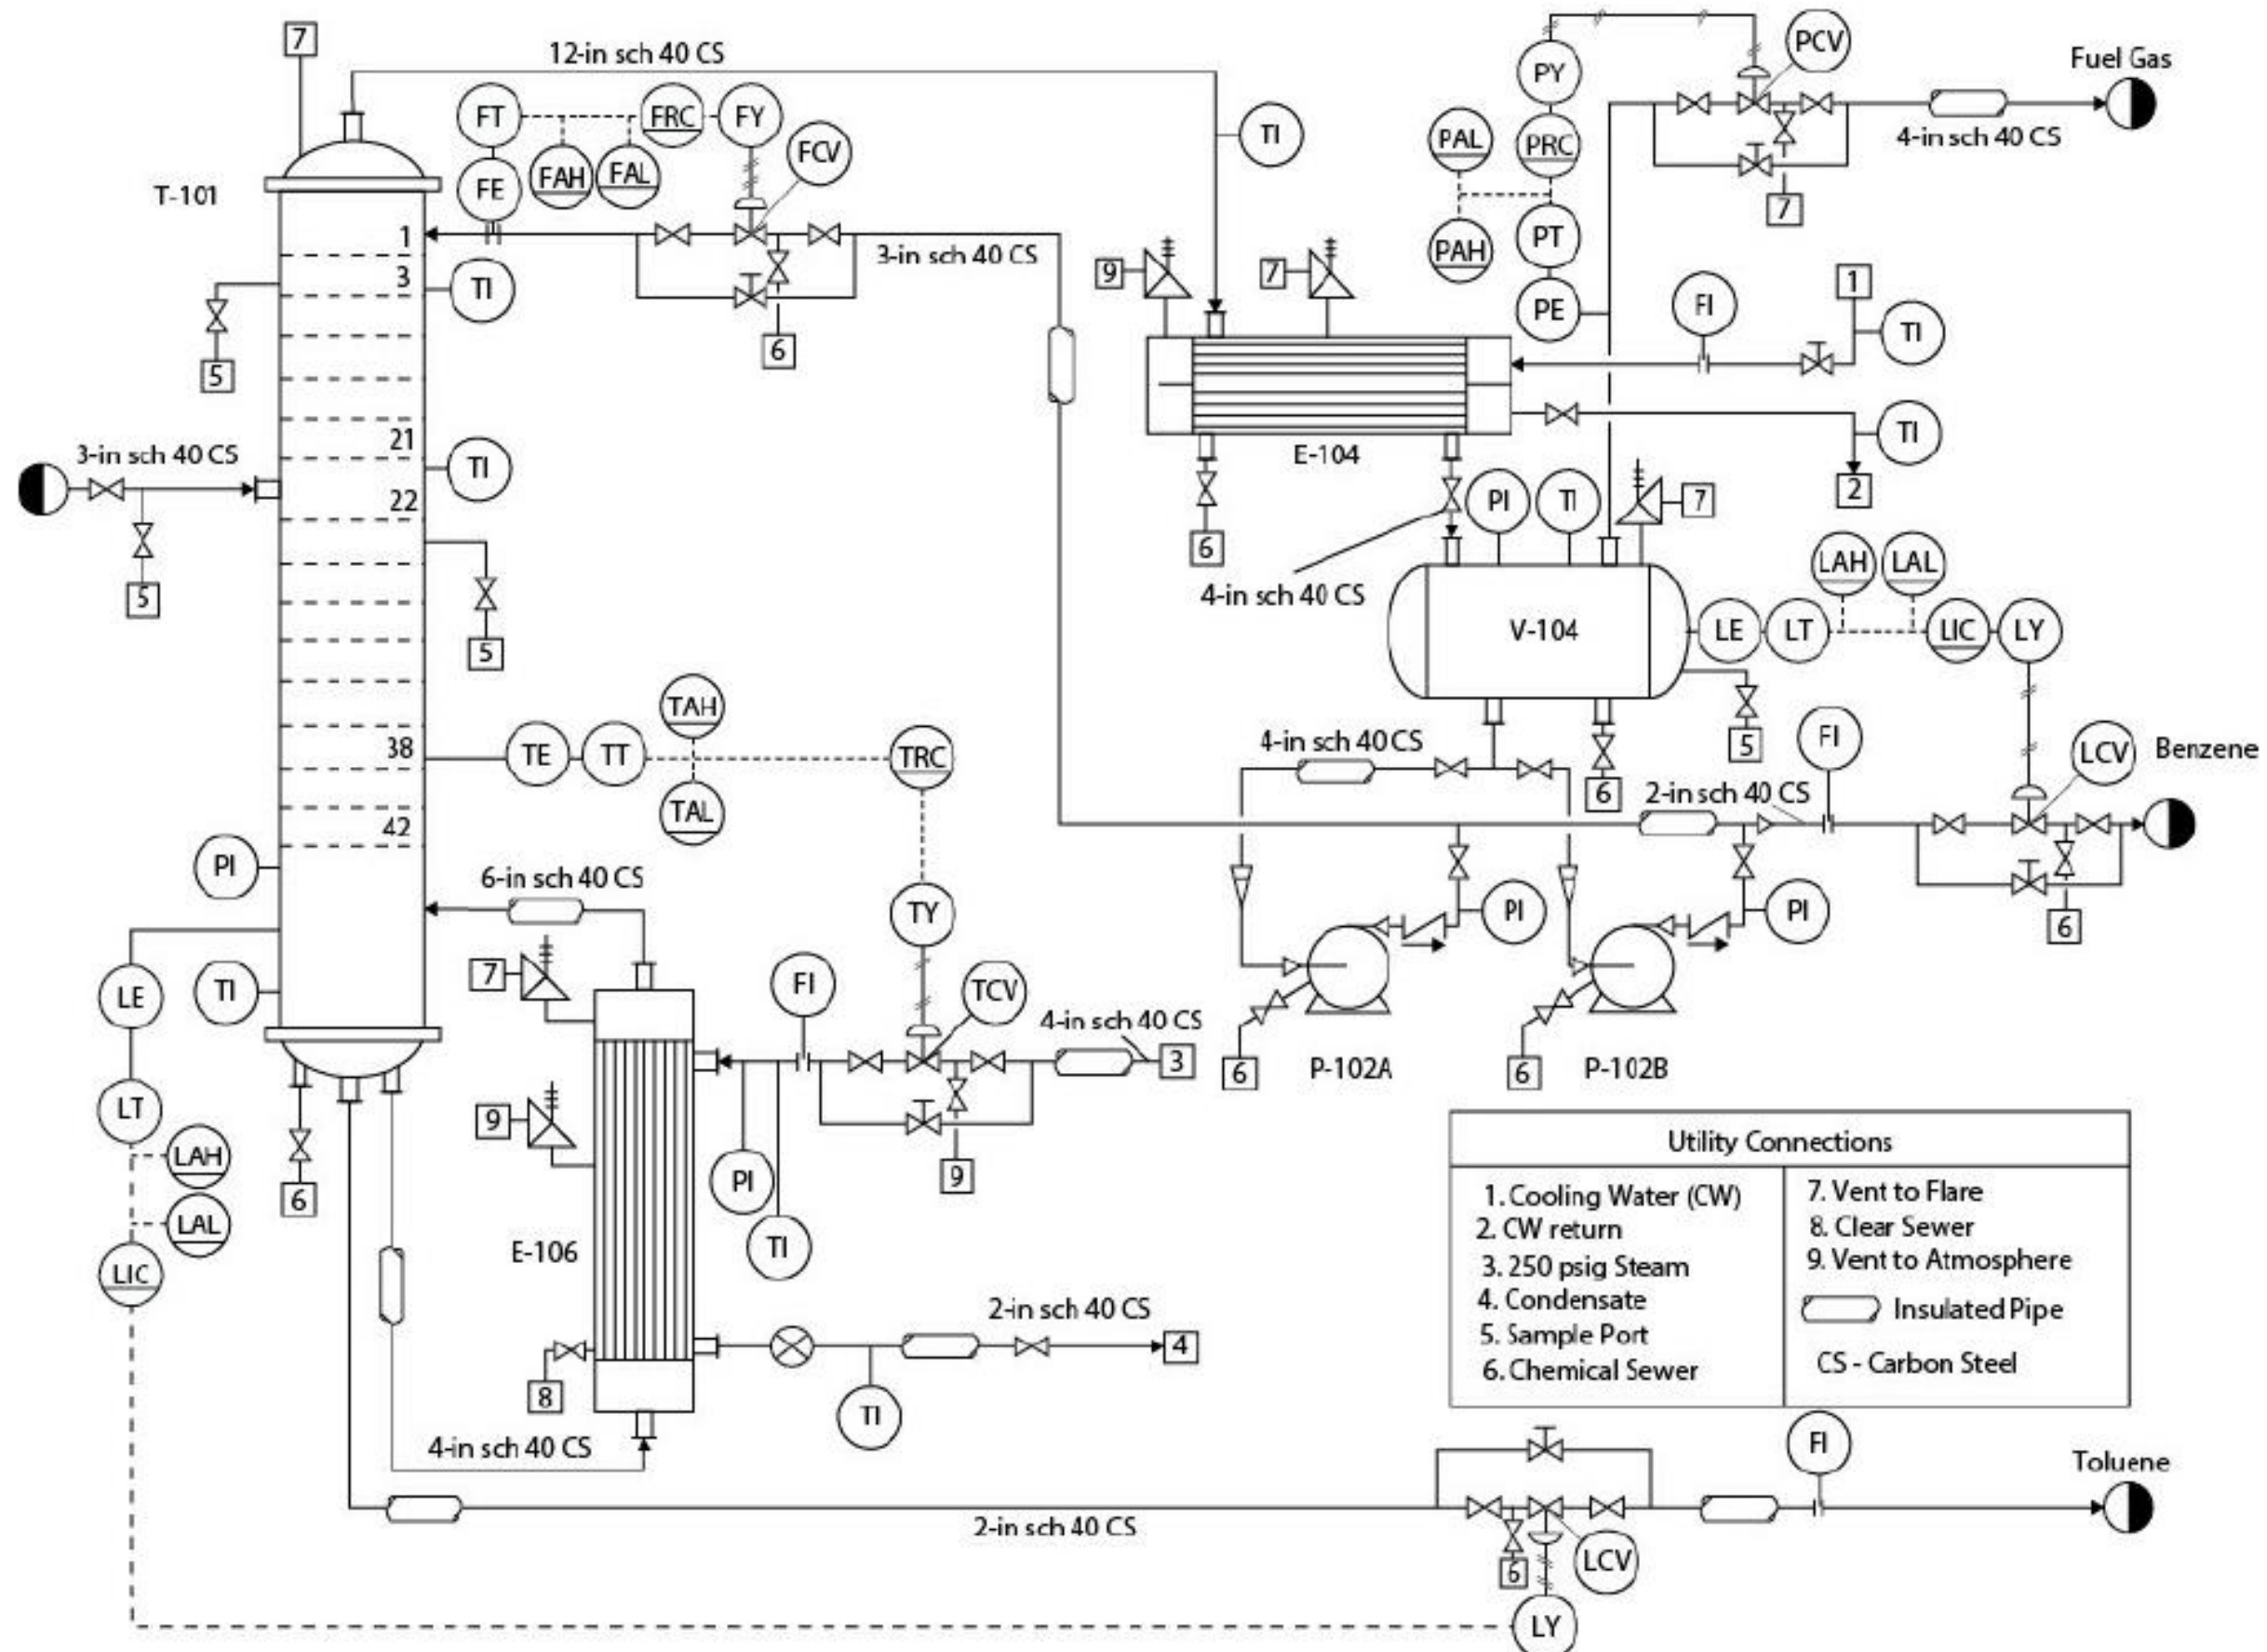 7
12-in sch 40 CS
PCV
Fuel Gas
PY
FT
FRC
FY
FCV
TI
PAL
PRC
4-in sch 40 CS
T-101
FE
FAH
FAL
7
1
3-in sch 40 CS
PAH
PT
3
TI
9
7
PE
FI
1
TI
5
6
21
TI
3-in sch 40 CS
22
E-104
TI
2
PI
TI
7
6
5
5
4-in sch 40 CS
V-104
LE
LT
LAH
LAL
LIC
LY
38
TE
TT
TAH
TAL
TRC
4-in sch 40 CS
5
6
FI
LCV
Benzene
2-in sch 40 CS
42
PI
6-in sch 40 CS
TY
PI
PI
6
LE
TI
7
FI
TCV
4-in sch 40 CS
3
6
P-102A
6
P-102B
LT
9
PI
9
LAH
6
LAL
LIC
E-106
TI
2-in sch 40 CS
4
8
TI
4-in sch 40 CS
Utility Connections
1. Cooling Water (CW)
2. CW return
3. 250 psig Steam
4. Condensate
5. Sample Port
6. Chemical Sewer
7. Vent to Flare
8. Clear Sewer
9. Vent to Atmosphere
Insulated Pipe
CS - Carbon Steel
FI
Toluene
2-in sch 40 CS
6
LCV
LY